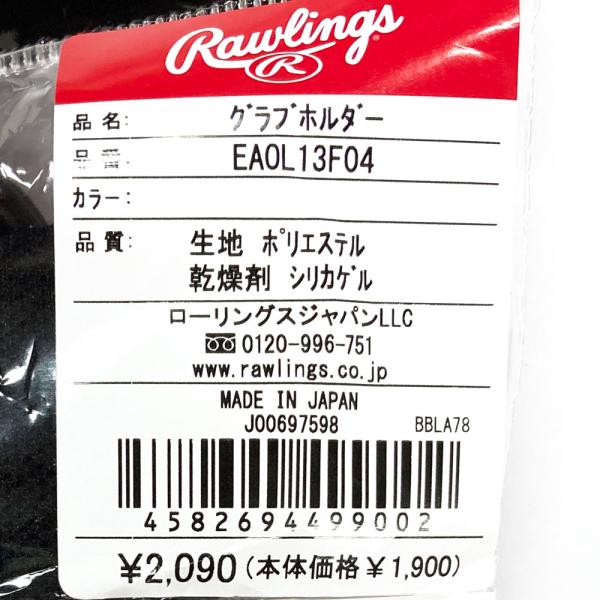 Rawlings
R
品名: グラブホルダー
品番: EAOL13F04
カラー:
品質: 生地 ポリエステル
乾燥剤 シリカゲル
ローリングスジャパンLLC
0120-996-751
www.rawlings.co.jp
MADE IN JAPAN
J00697598 BBLA78
4582694499002
¥2,090(本体価格¥1,900)